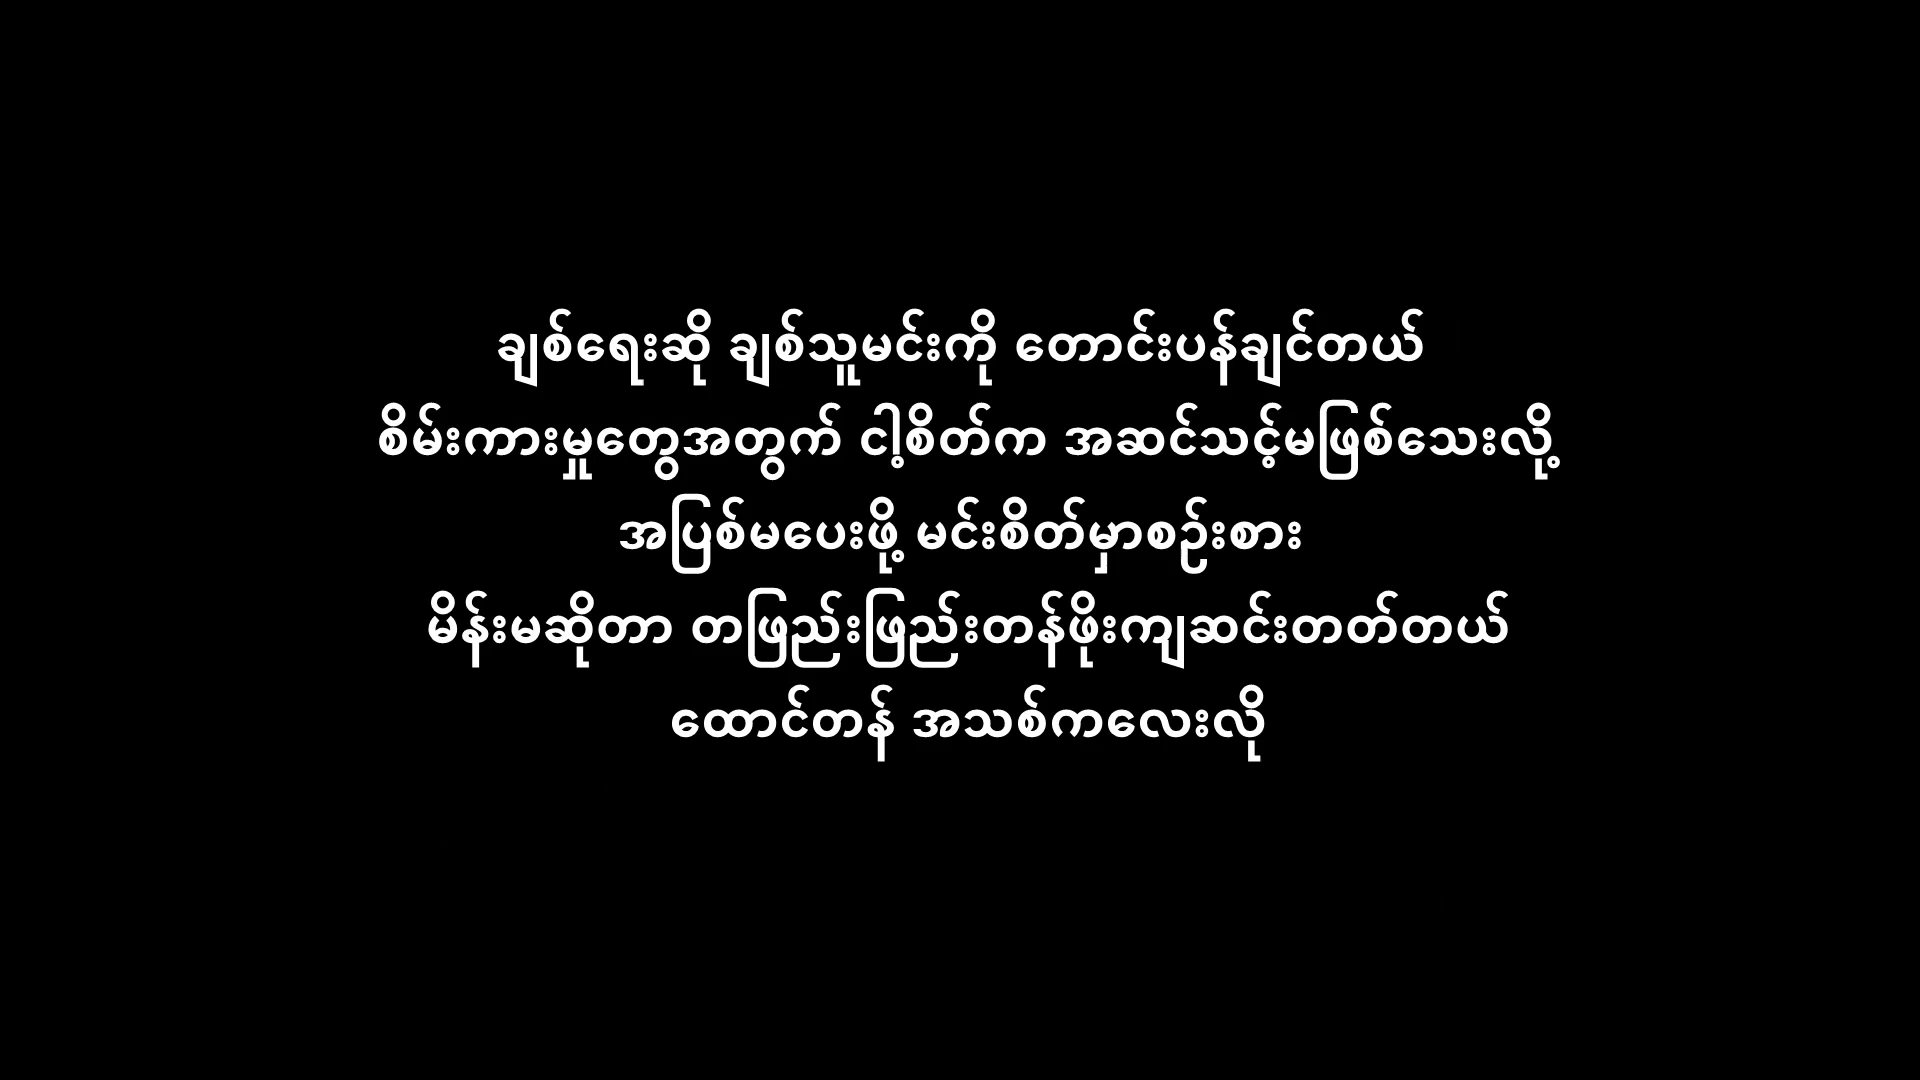 ချစ်ရေးဆို ချစ်သူမင်းကို တောင်းပန်ချင်တယ်
စိမ်းကားမှုတွေအတွက် ငါ့စိတ်က အဆင်သင့်မဖြစ်သေးလို့
အပြစ်မပေးဖို့ မင်းစိတ်မှာစဉ်းစား
မိန်းမဆိုတာ တဖြည်းဖြည်းတန်ဖိုးကျဆင်းတတ်တယ်
ထောင်တန် အသစ်ကလေးလို